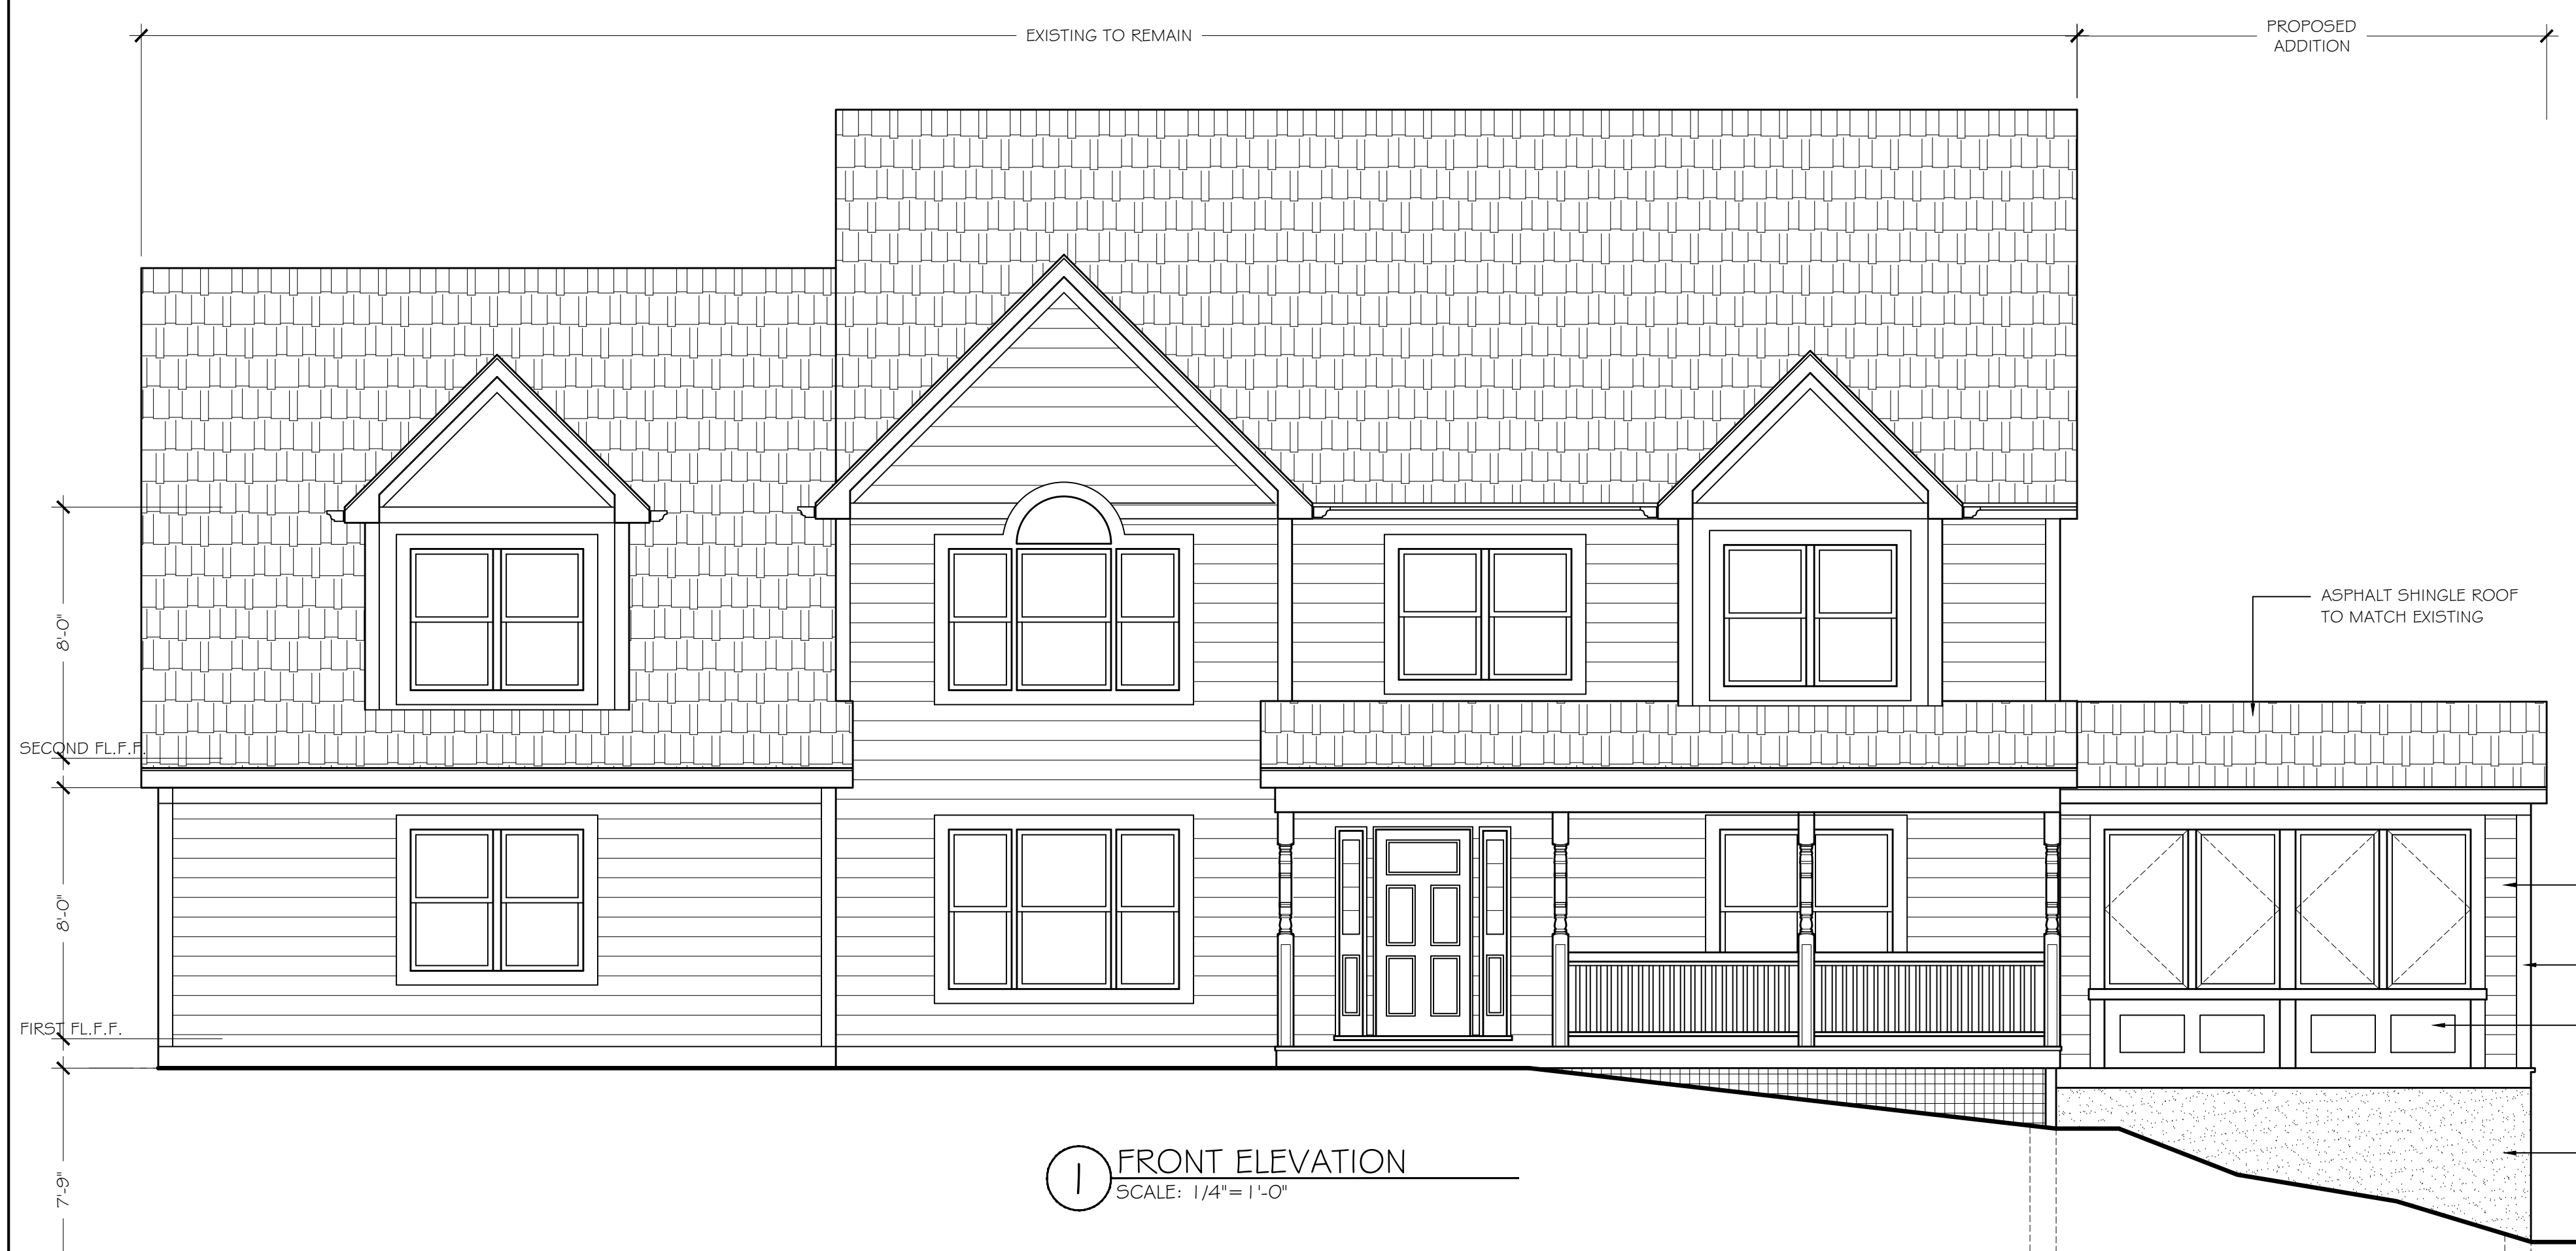 EXISTING TO REMAIN
PROPOSED
ADDITION
ASPHALT SHINGLE ROOF
TO MATCH EXISTING
8'-0"
SECOND FL.F.F.
8'-0"
FIRST FL.F.F.
7'-9"
1
FRONT ELEVATION
SCALE: 1/4"=1'-0"